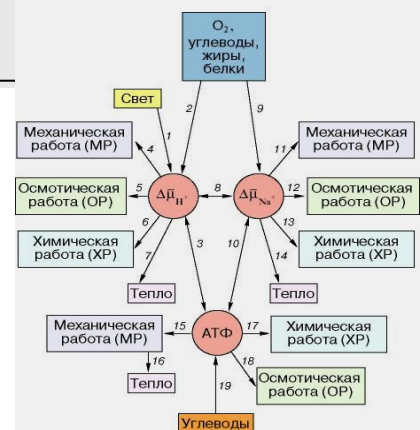 O₂,
углеводы,
жиры,
белки
Свет
1
2
9
Механическая
работа (МР)
4
11
Механическая
работа (МР)
Осмотическая
работа (ОР)
5
Δμ̄H⁺
8
Δμ̄Na⁺
12
Осмотическая
работа (ОР)
Химическая
работа (ХР)
6
7
13
14
Химическая
работа (ХР)
3
10
Тепло
Тепло
Механическая
работа (МР)
15
АТФ
17
Химическая
работа (ХР)
16
18
Тепло
19
Осмотическая
работа (ОР)
Углеводы